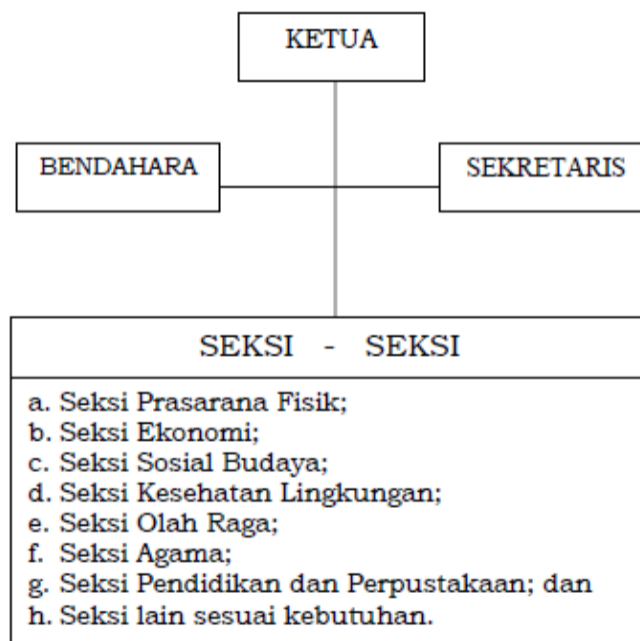 KETUA
BENDAHARA
SEKRETARIS
SEKSI - SEKSI
a. Seksi Prasarana Fisik;
b. Seksi Ekonomi;
c. Seksi Sosial Budaya;
d. Seksi Kesehatan Lingkungan;
e. Seksi Olah Raga;
f. Seksi Agama;
g. Seksi Pendidikan dan Perpustakaan; dan
h. Seksi lain sesuai kebutuhan.